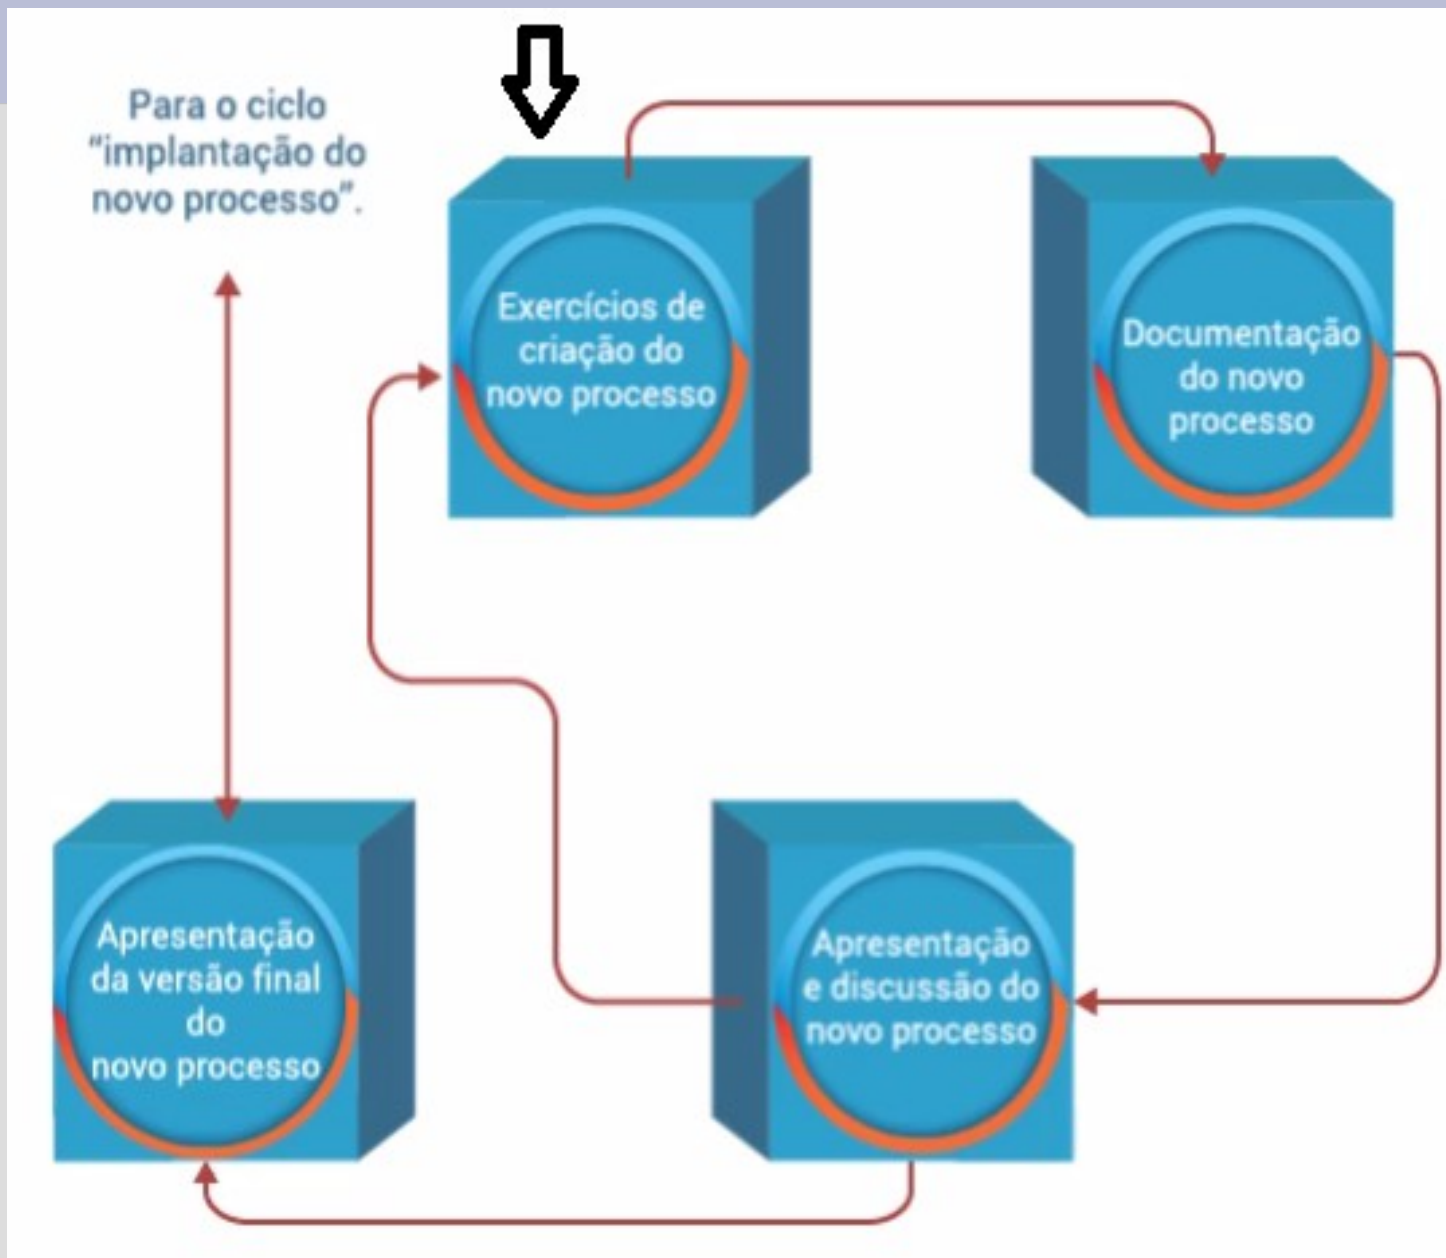 Para o ciclo
“implantação do
novo processo”.
Exercícios de
criação do
novo processo
Documentação
do novo
processo
Apresentação
e discussão do
novo processo
Apresentação
da versão final
do
novo processo